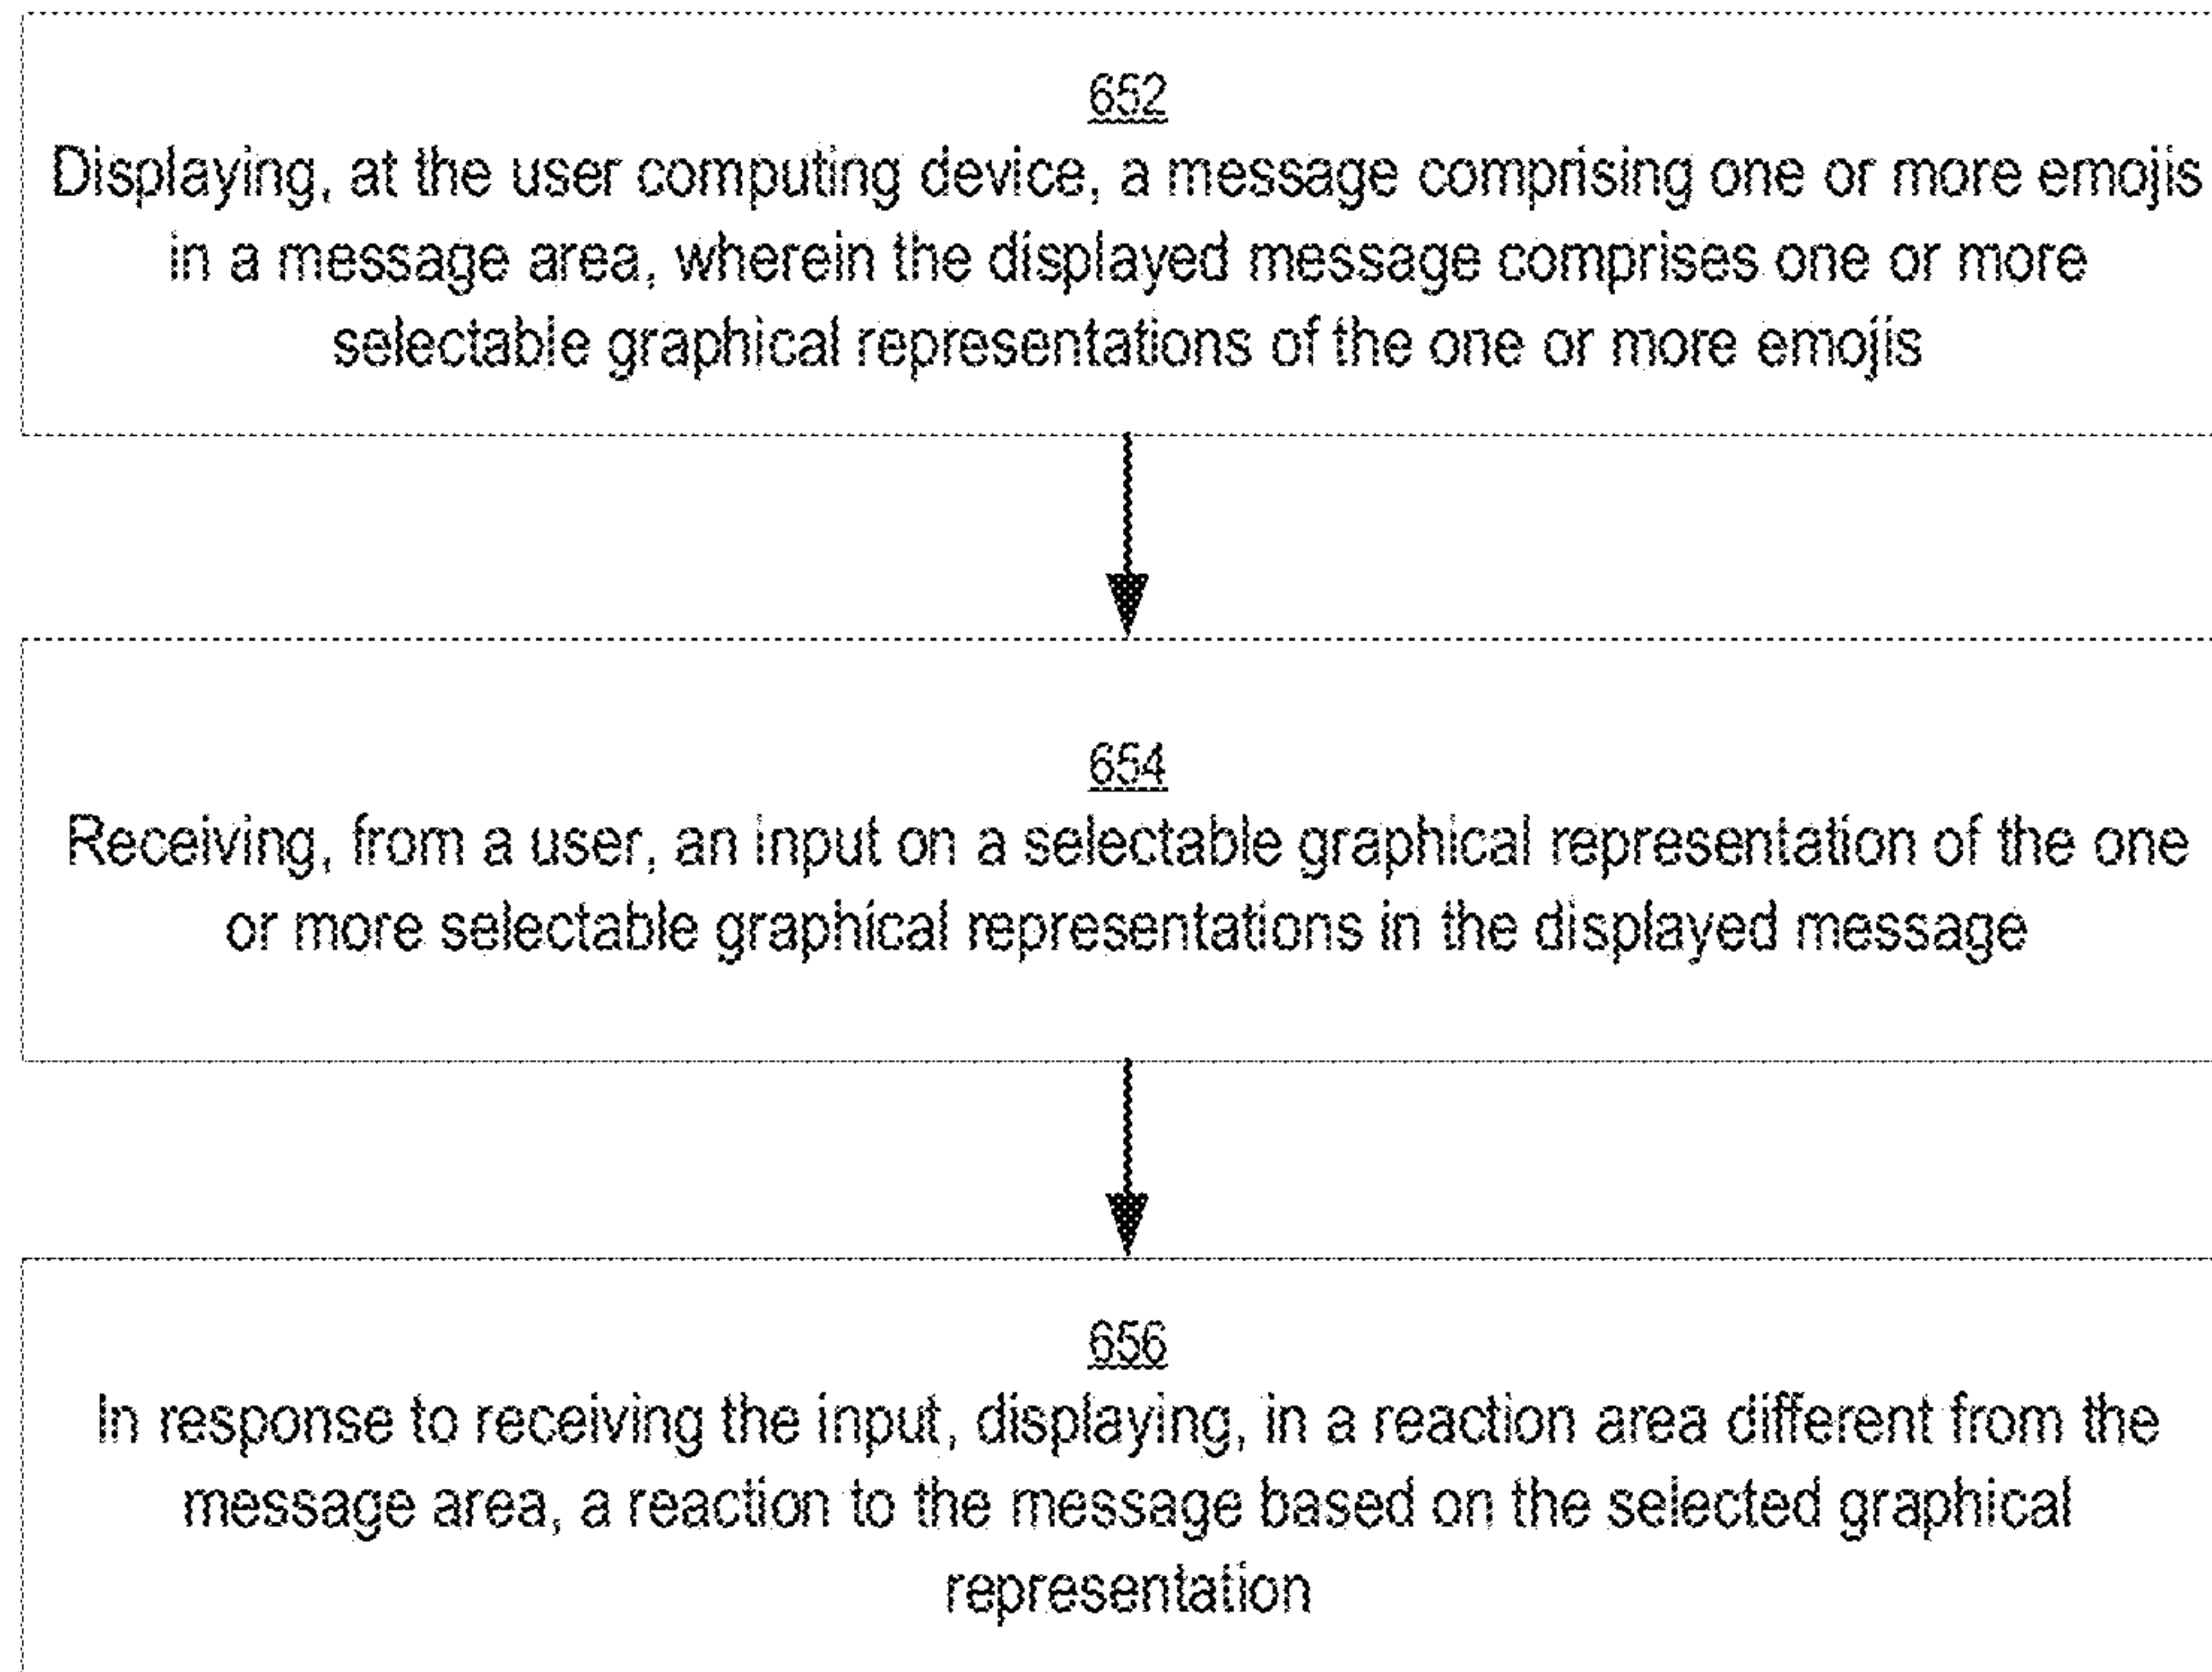 652
Displaying, at the user computing device, a message comprising one or more emojis
in a message area, wherein the displayed message comprises one or more
selectable graphical representations of the one or more emojis
654
Receiving, from a user, an input on a selectable graphical representation of the one
or more selectable graphical representations in the displayed message
656
In response to receiving the input, displaying, in a reaction area different from the
message area, a reaction to the message based on the selected graphical
representation